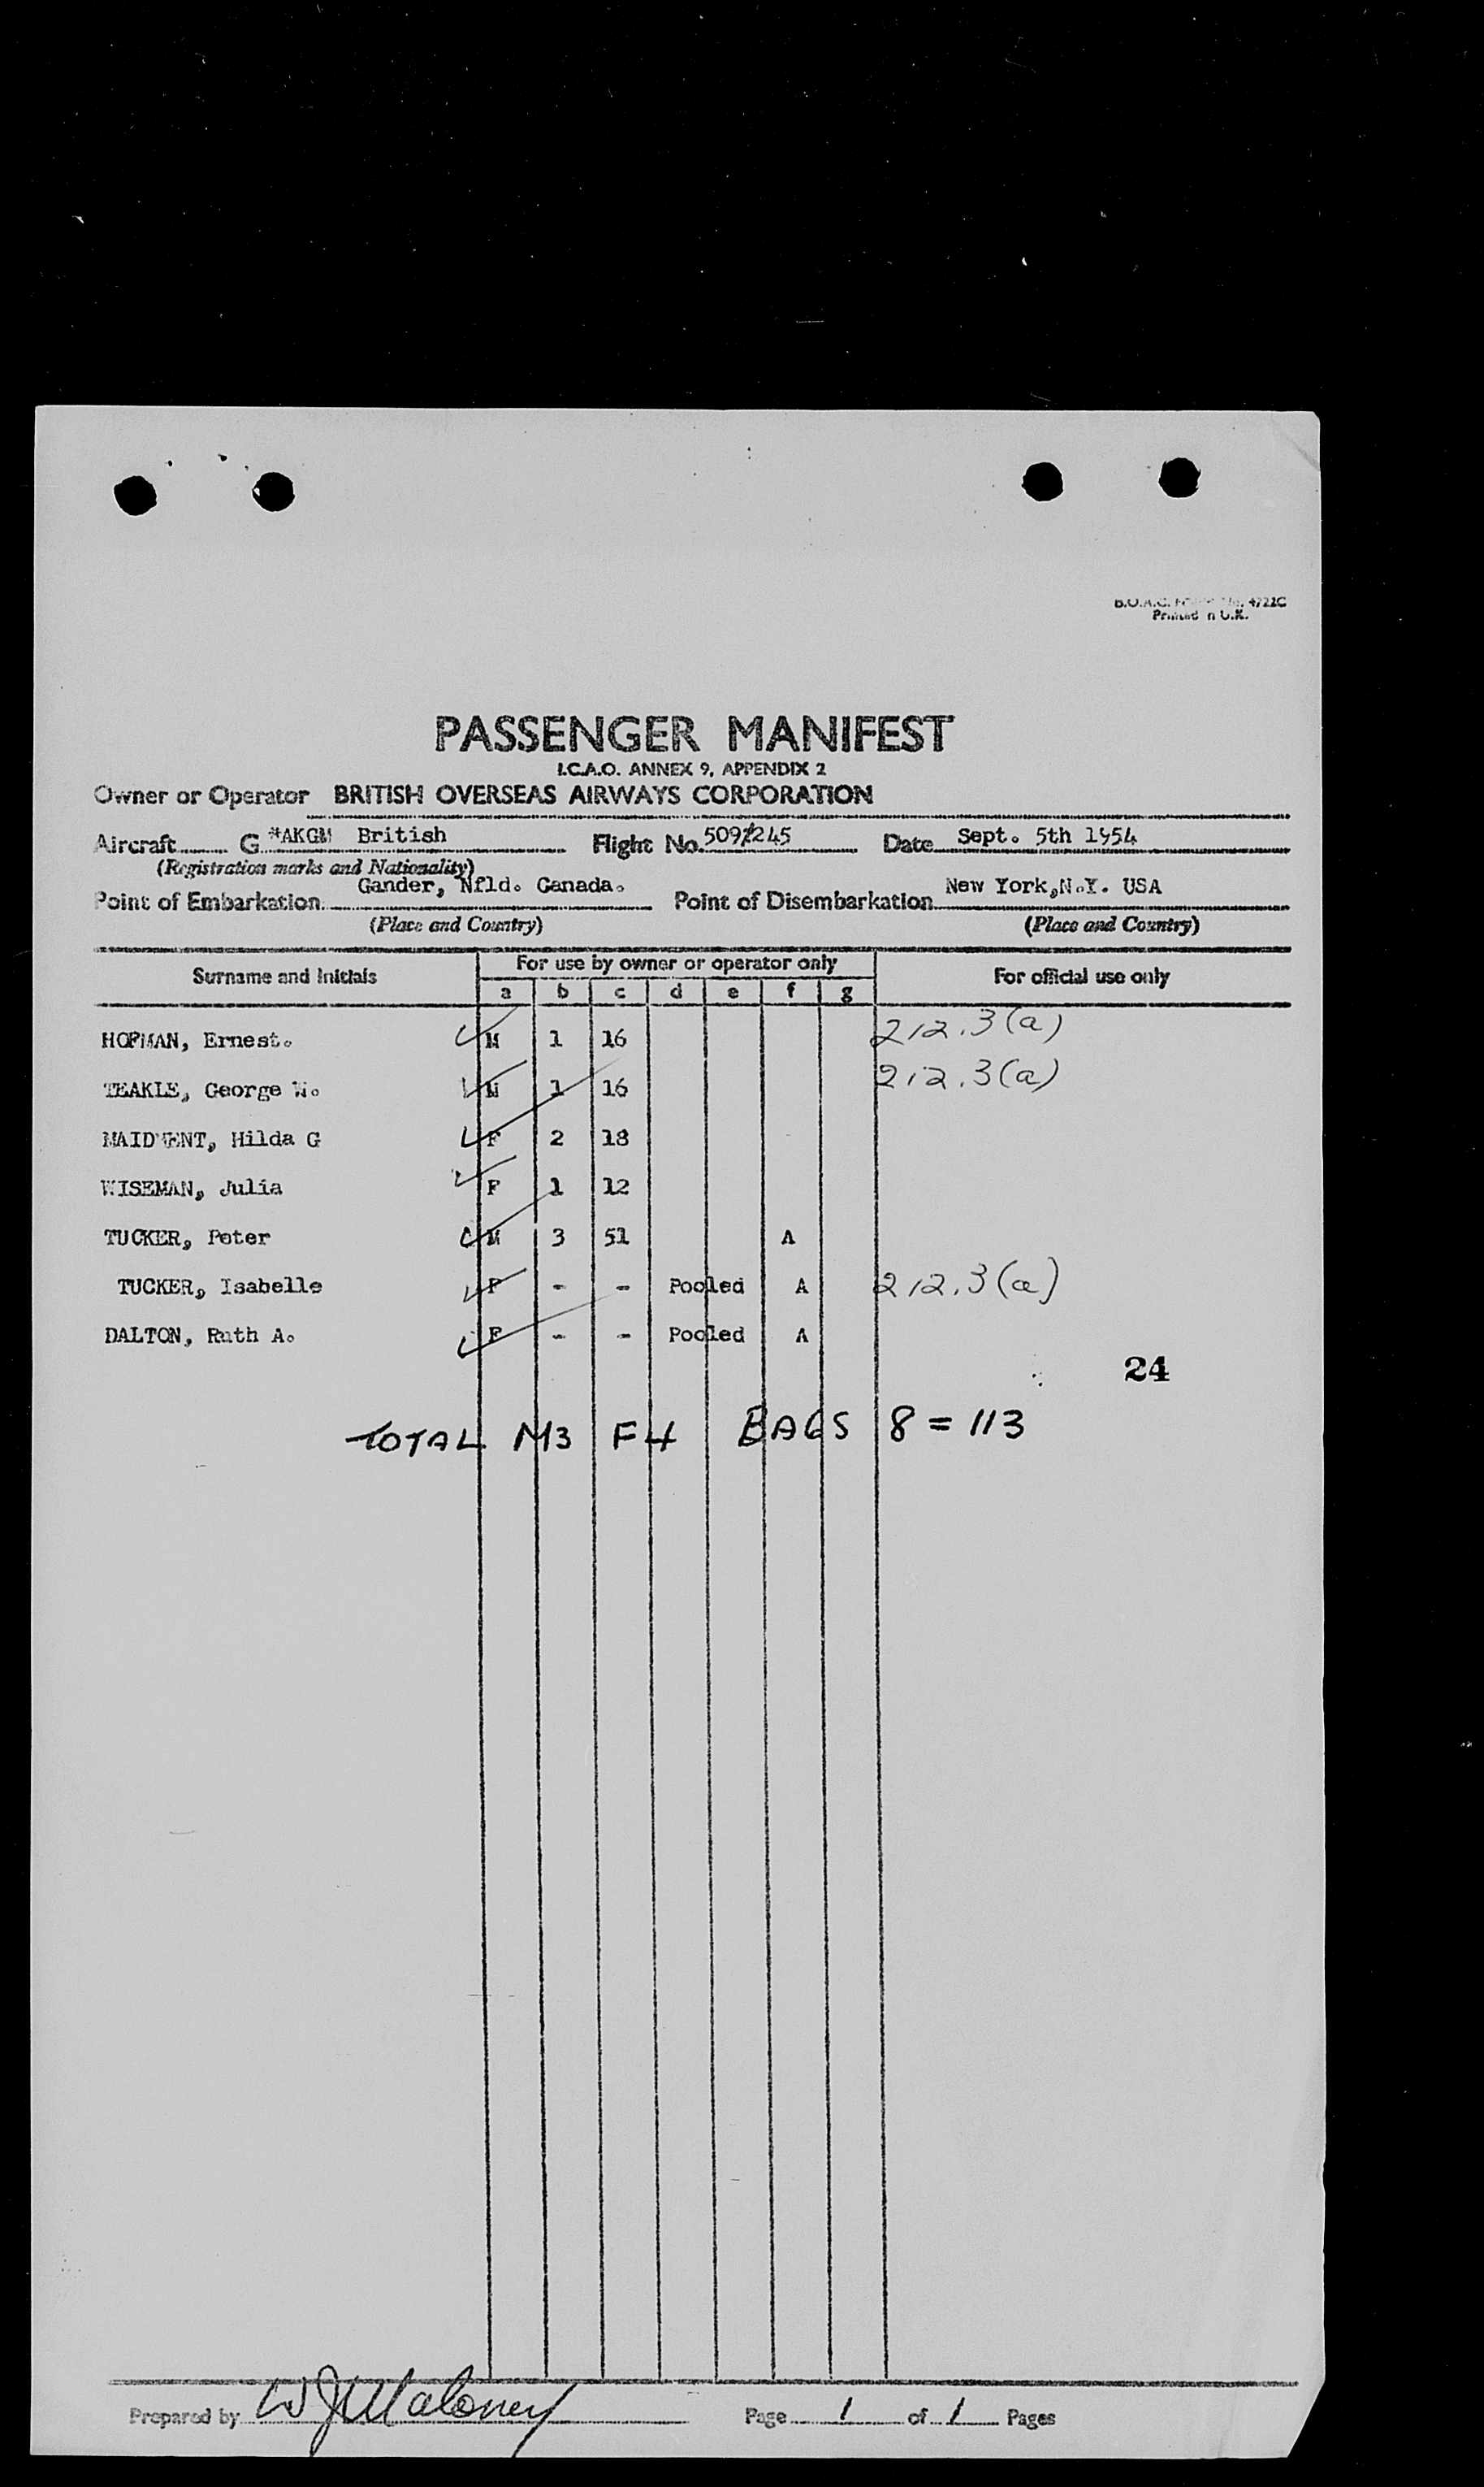 B.O.A.C. 4722C
Printed in U.K.
PASSENGER MANIFEST
I.C.A.O. ANNEX 9, APPENDIX 2
Owner or Operator BRITISH OVERSEAS AIRWAYS CORPORATION
Aircraft G *AKGM British Flight No. 509/245 Date Sept. 5th 1954
(Registration marks and Nationality)
Point of Embarkation Gander, Nfld. Canada. Point of Disembarkation New York,N.Y. USA
(Place and Country) (Place and Country)
Surname and Initials For use by owner or operator only For official use only
a b c d e f g
HOFMAN, Ernest. M 1 16 212.3(a)
TEAKLE, George W. M 1 16 212.3(a)
MAIDMENT, Hilda G F 2 18
WISEMAN, Julia F 1 12
TUCKER, Peter M 3 51 A
TUCKER, Isabelle F - - Pooled A 212.3(a)
DALTON, Ruth A. F - - Pooled A
24
TOTAL M3 F4 BAGS 8 = 113
Prepared by W J Maloney Page 1 of 1 Pages